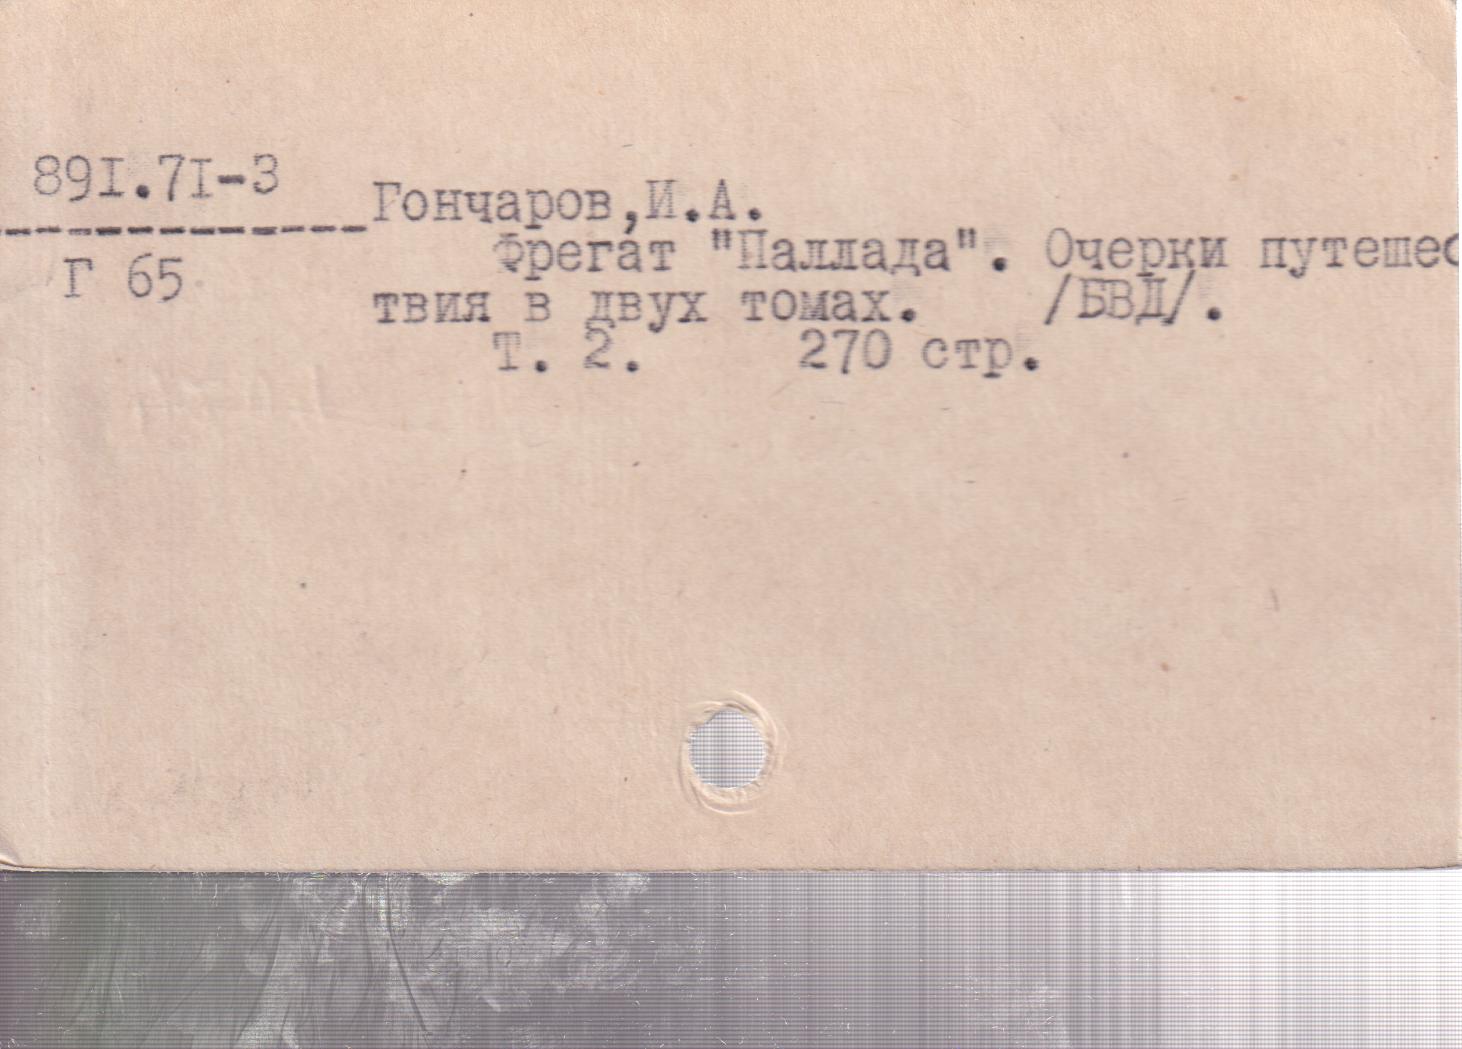 891.71-3
Гончаров,И.А.
Г 65
Фрегат "Паллада". Очерки путешес
твия в двух томах. /БВД/.
Т. 2. 270 стр.